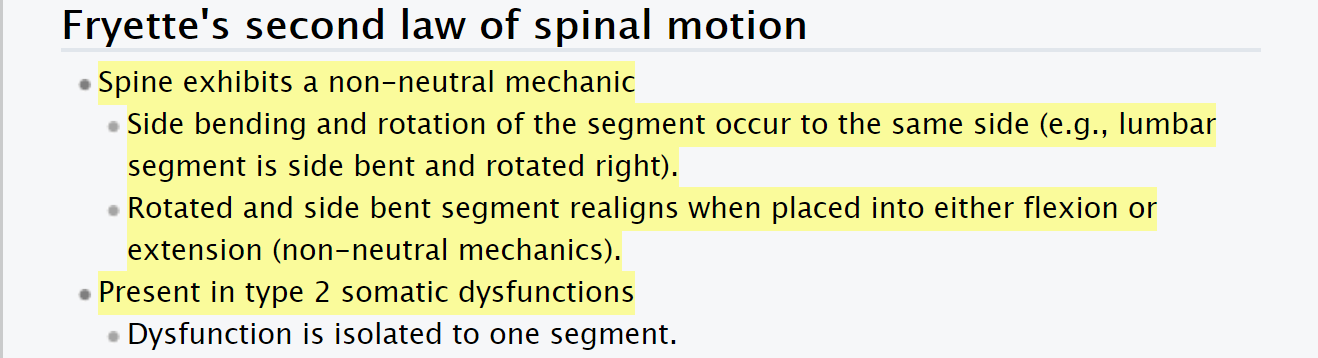 Fryette's second law of spinal motion
Spine exhibits a non-neutral mechanic
Side bending and rotation of the segment occur to the same side (e.g., lumbar
segment is side bent and rotated right).
Rotated and side bent segment realigns when placed into either flexion or
extension (non-neutral mechanics).
Present in type 2 somatic dysfunctions
Dysfunction is isolated to one segment.